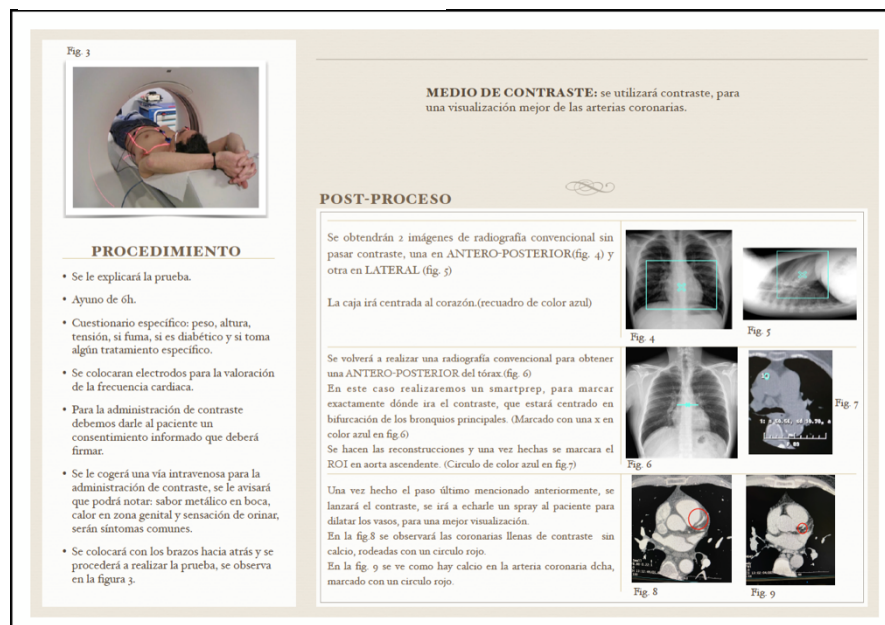 Fig. 3
PROCEDIMIENTO
• Se le explicará la prueba.
• Ayuno de 6h.
• Cuestionario específico: peso, altura,
tensión, si fuma, si es diabético y si toma
algún tratamiento específico.
• Se colocaran electrodos para la valoración
de la frecuencia cardiaca.
• Para la administración de contraste
debemos darle al paciente un
consentimiento informado que deberá
firmar.
• Se le cogerá una vía intravenosa para la
administración de contraste, se le avisará
que podrá notar: sabor metálico en boca,
calor en zona genital y sensación de orinar,
serán síntomas comunes.
• Se colocará con los brazos hacia atrás y se
procederá a realizar la prueba, se observa
en la figura 3.
MEDIO DE CONTRASTE: se utilizará contraste, para
una visualización mejor de las arterias coronarias.
POST-PROCESO
Se obtendrán 2 imágenes de radiografía convencional sin
pasar contraste, una en ANTERO-POSTERIOR(fig. 4) y
otra en LATERAL (fig. 5)
La caja irá centrada al corazón.(recuadro de color azul)
Fig. 4
Fig. 5
Se volverá a realizar una radiografía convencional para obtener
una ANTERO-POSTERIOR del tórax (fig. 6)
En este caso realizaremos un smartprep, para marcar
exactamente dónde ira el contraste, que estará centrado en
bifurcación de los bronquios principales. (Marcado con una x en
color azul en fig.6)
Se hacen las reconstrucciones y una vez hechas se marcara el
ROI en aorta ascendente. (Circulo de color azul en fig.7)
Fig. 6
Fig. 7
Una vez hecho el paso último mencionado anteriormente, se
lanzará el contraste, se irá a echarle un spray al paciente para
dilatar los vasos, para una mejor visualización.
En la fig.8 se observará las coronarias llenas de contraste sin
calcio, rodeadas con un circulo rojo.
En la fig. 9 se ve como hay calcio en la arteria coronaria dcha,
marcado con un circulo rojo.
Fig. 8
Fig. 9